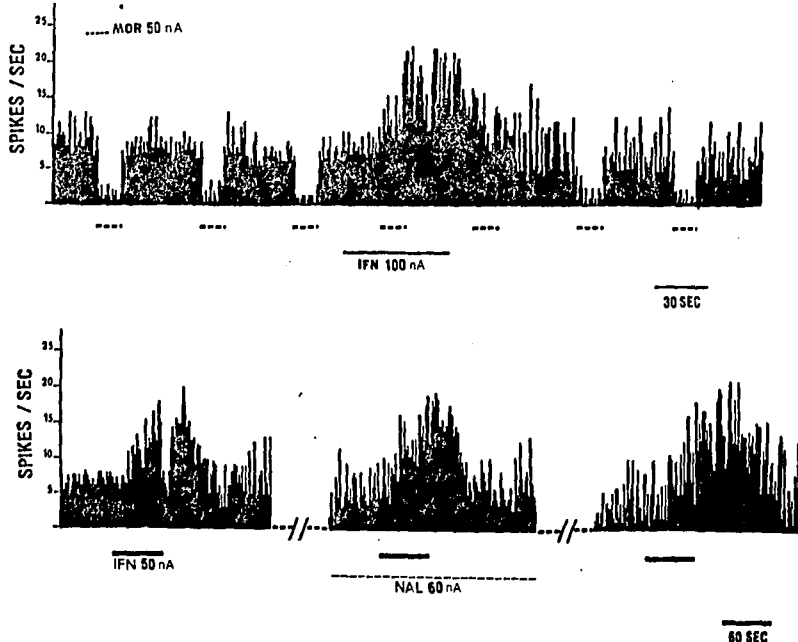 25
20
15
10
5
SPIKES / SEC
MOR 50 nA
IFN 100 nA
30 SEC
25
20
15
10
5
SPIKES / SEC
IFN 50 nA
NAL 60 nA
60 SEC